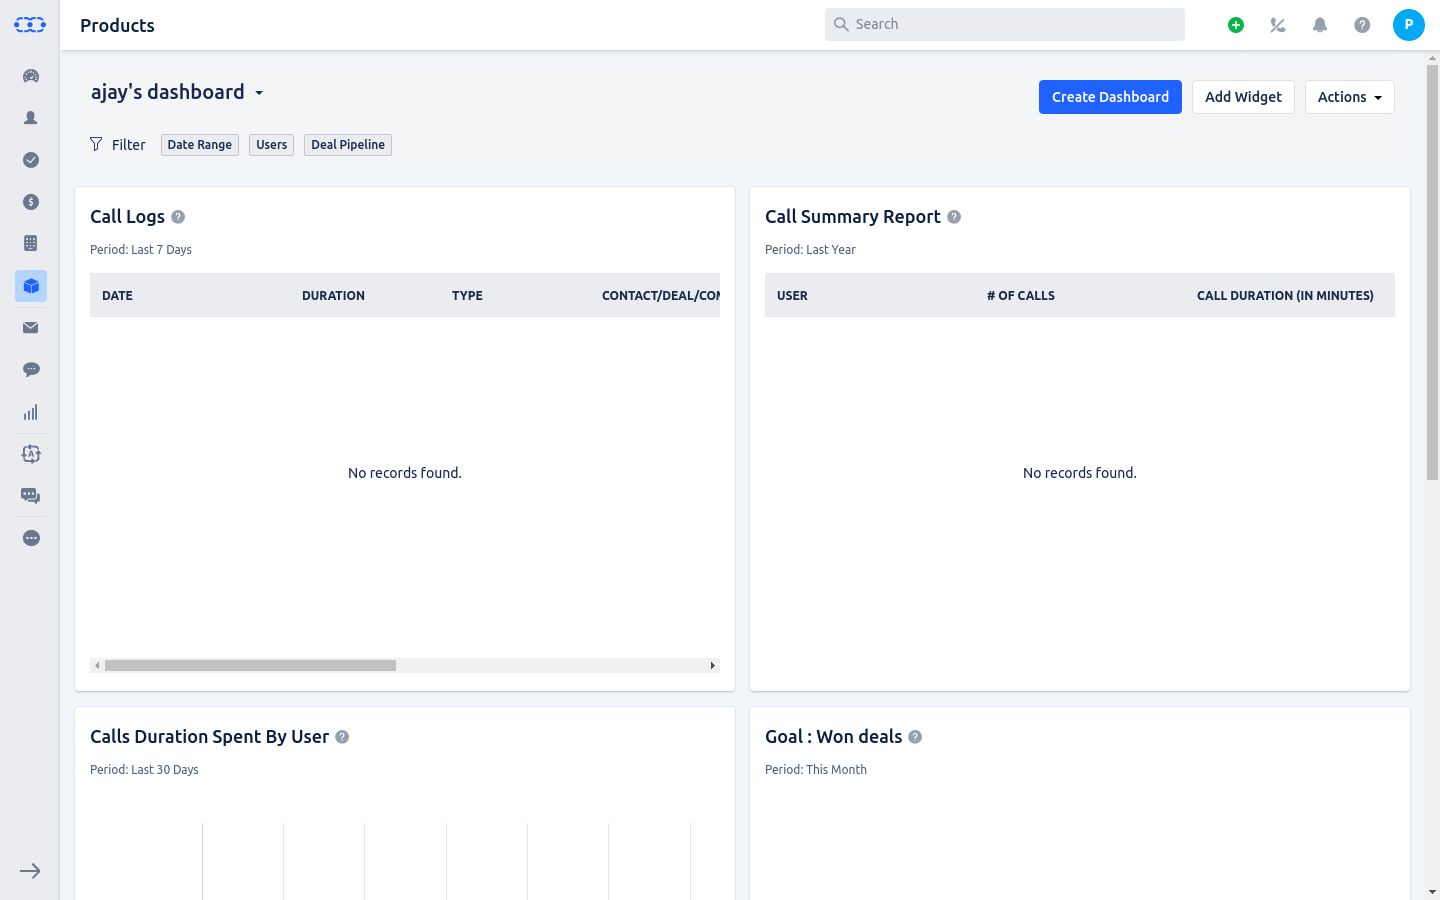 Products
Search
P
ajay's dashboard
Create Dashboard
Add Widget
Actions
Filter
Date Range
Users
Deal Pipeline
Call Logs
Period: Last 7 Days
DATE DURATION TYPE CONTACT/DEAL/COM
No records found.
Call Summary Report
Period: Last Year
USER # OF CALLS CALL DURATION (IN MINUTES)
No records found.
Calls Duration Spent By User
Period: Last 30 Days
Goal : Won deals
Period: This Month